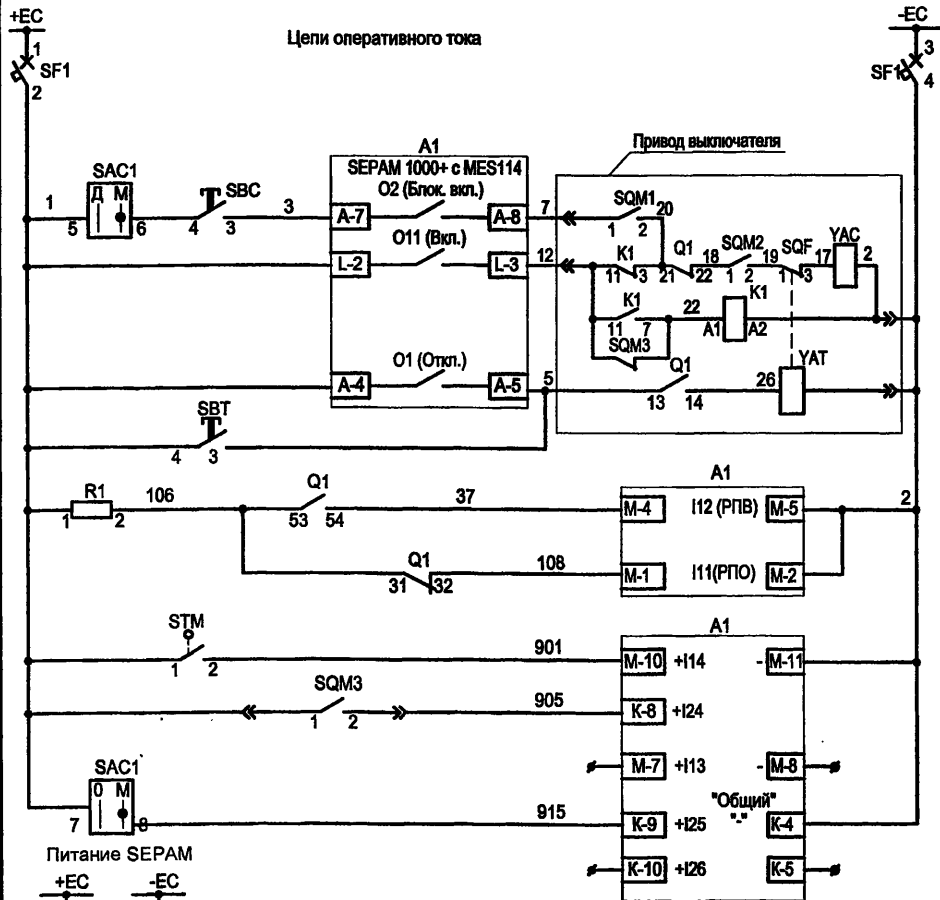 +EC
-EC
Цепи оперативного тока
1
SF1
2
3
SF1
4
A1
Привод выключателя
SEPAM 1000+ с MES114
SAC1
Д М
1
5
6
SBC
4
3
3
O2 (Блок. вкл.)
A-7
A-8
7
SQM1
1
2
20
O11 (Вкл.)
L-2
L-3
12
K1
11
3
Q1
21
22
18
SQM2
1
2
19
SQF
1
3
17
YAC
2
K1
11
7
22
K1
A1
A2
SQM3
O1 (Откл.)
A-4
A-5
5
Q1
13
14
26
YAT
SBT
4
3
A1
R1
1
2
106
Q1
53
54
37
M-4
I12 (РПВ)
M-5
2
Q1
31
32
108
M-1
I11(РПО)
M-2
A1
STM
1
2
901
M-10
+I14
-
M-11
SQM3
1
2
905
K-8
+I24
M-7
+I13
-
M-8
SAC1
0 M
7
8
915
K-9
+I25
"Общий"
"-"
K-4
Питание SEPAM
K-10
+I26
K-5
+EC
-EC